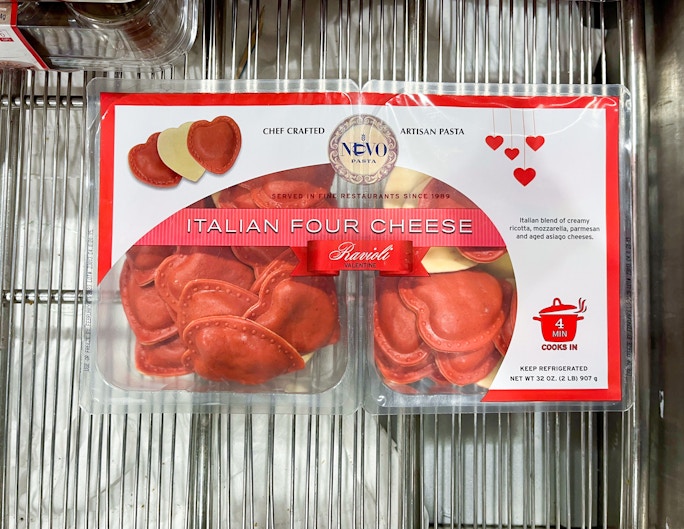 CHEF CRAFTED
NUOVO
PASTA
ARTISAN PASTA
SERVED IN FINE RESTAURANTS SINCE 1989
ITALIAN FOUR CHEESE
Ravioli
VALENTINE
Italian blend of creamy
ricotta, mozzarella, parmesan
and aged asiago cheeses.
4
MIN
COOKS IN
KEEP REFRIGERATED
NET WT 32 OZ. (2 LB) 907 g